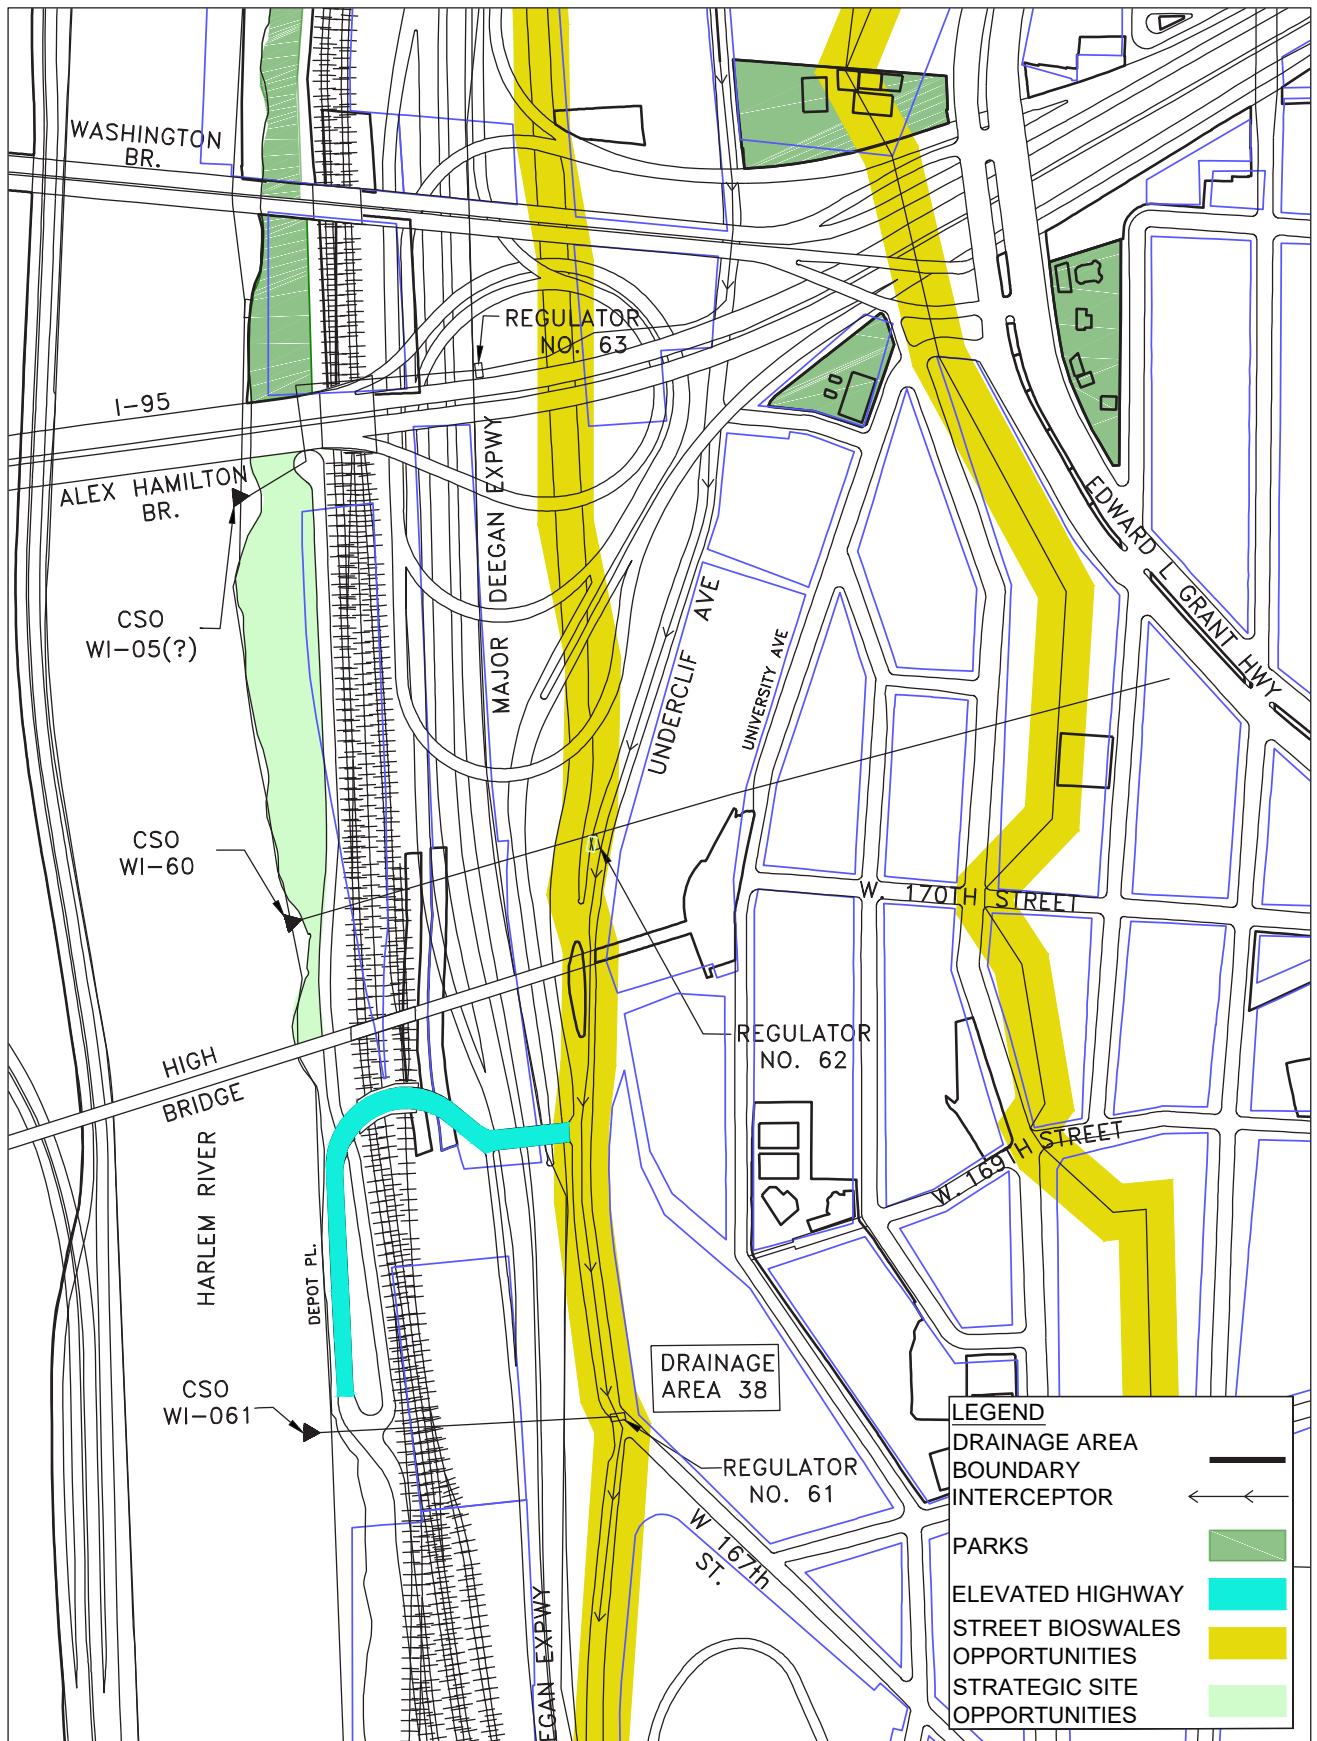 WASHINGTON
BR.
REGULATOR
NO. 63
I-95
ALEX HAMILTON
BR.
MAJOR DEEGAN EXPWY
EDWARD L GRANT HWY
CSO
WI-05(?)
UNDERCLIF AVE
UNIVERSITY AVE
CSO
WI-60
W. 170TH STREET
REGULATOR
NO. 62
HIGH
BRIDGE
HARLEM RIVER
W. 169TH STREET
DEPOT PL.
DRAINAGE
AREA 38
CSO
WI-061
REGULATOR
NO. 61
W 167th
ST.
EGAN EXPWY
LEGEND
DRAINAGE AREA
BOUNDARY
INTERCEPTOR
PARKS
ELEVATED HIGHWAY
STREET BIOSWALES
OPPORTUNITIES
STRATEGIC SITE
OPPORTUNITIES